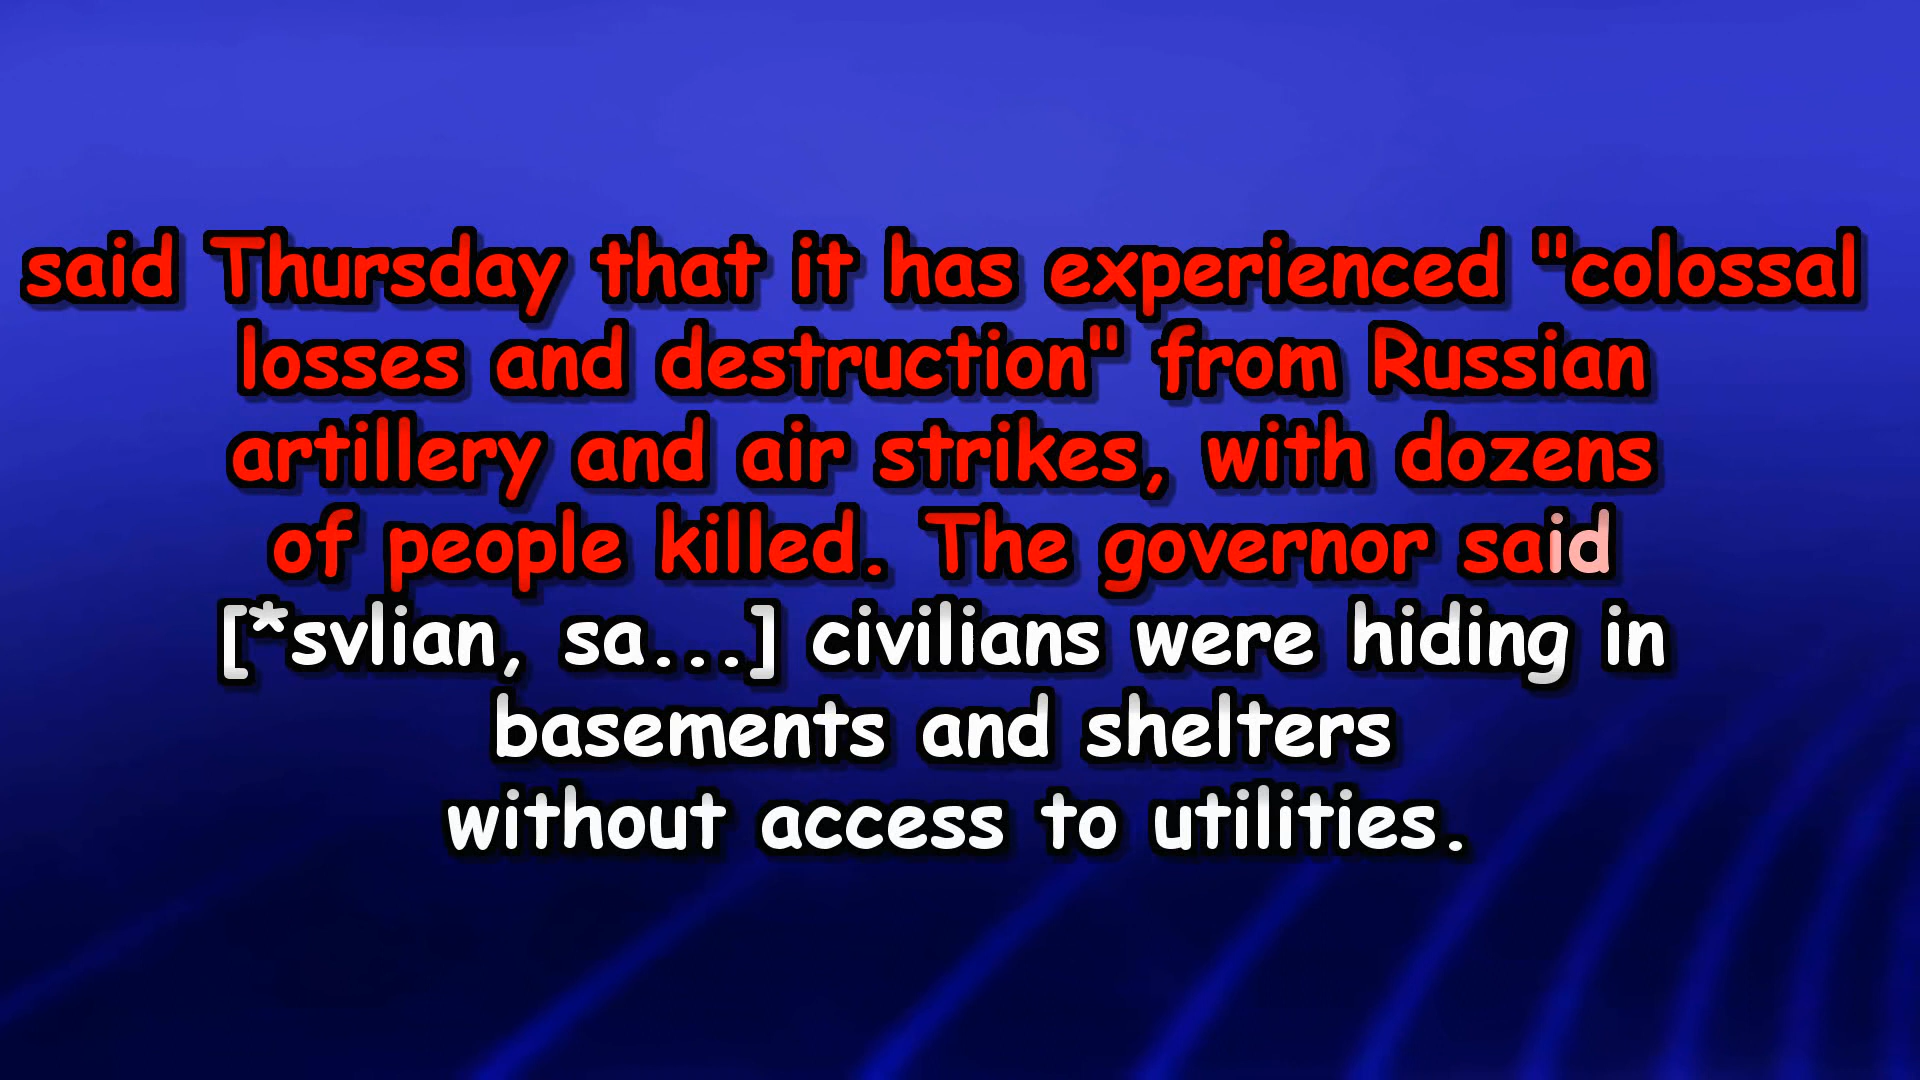 said Thursday that it has experienced "colossal
losses and destruction" from Russian
artillery and air strikes, with dozens
of people killed. The governor said
[*svlian, sa...] civilians were hiding in
basements and shelters
without access to utilities.